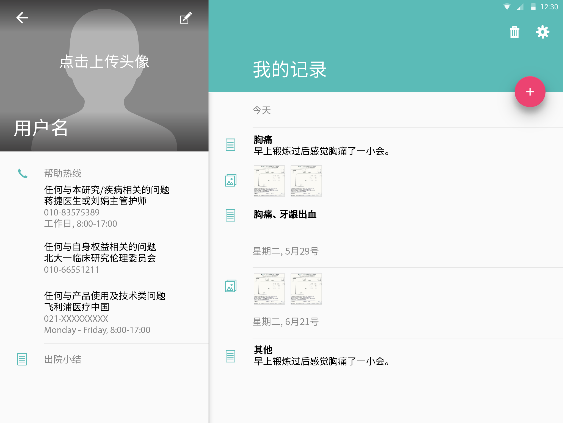 点击上传头像
用户名
帮助热线
任何与本研究/疾病相关的问题
蒋捷医生或刘娟主管护师
010-83575389
工作日, 8:00-17:00
任何与自身权益相关的问题
北大一临床研究伦理委员会
010-66551211
任何与产品使用及技术类问题
飞利浦医疗中国
021-XXXXXXXXX
Monday – Friday, 8:00-17:00
出院小结
12:30
我的记录
+
今天
胸痛
早上锻炼过后感觉胸痛了一小会。
胸痛、牙龈出血
星期二, 5月29号
星期二, 6月21号
其他
早上锻炼过后感觉胸痛了一小会。